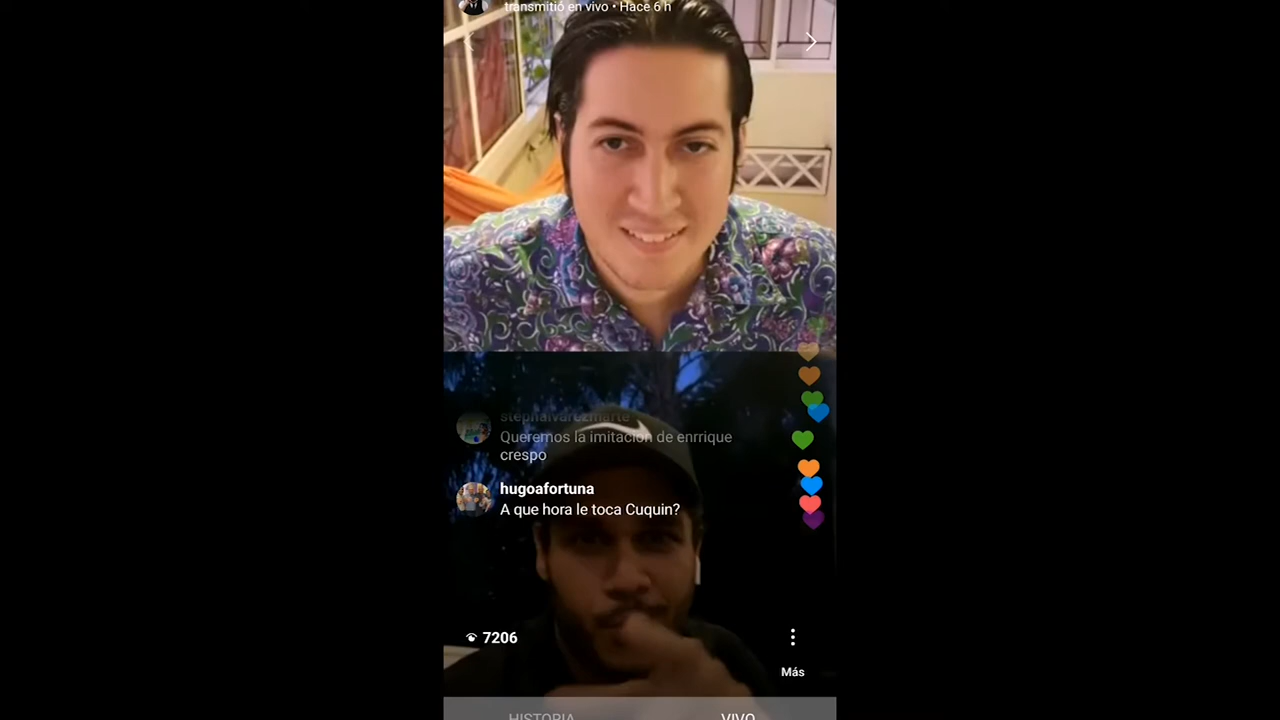 transmitió en vivo • Hace 6 h
stephalvarezmarte
Queremos la imitación de enrrique
crespo
hugoafortuna
A que hora le toca Cuquin?
7206
Más
HISTORIA
VIVO